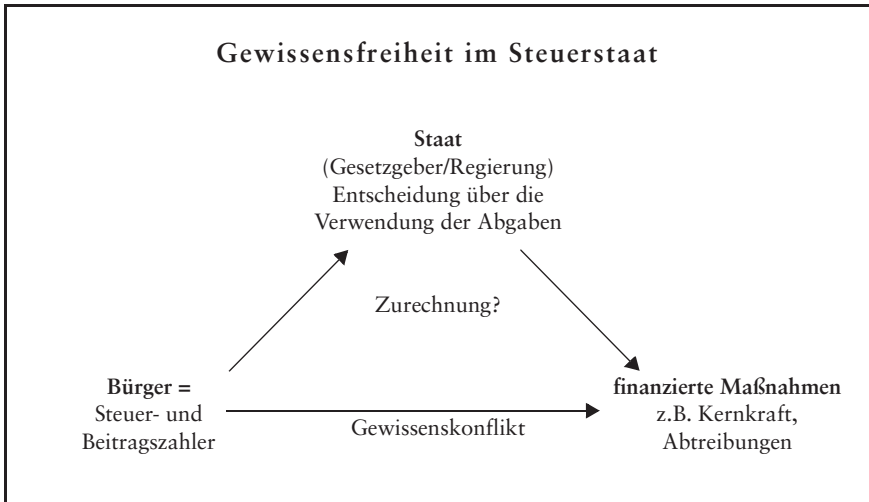 Gewissensfreiheit im Steuerstaat
Staat
(Gesetzgeber/Regierung)
Entscheidung über die
Verwendung der Abgaben
Zurechnung?
Bürger =
Steuer- und
Beitragszahler
Gewissenskonflikt
finanzierte Maßnahmen
z.B. Kernkraft,
Abtreibungen